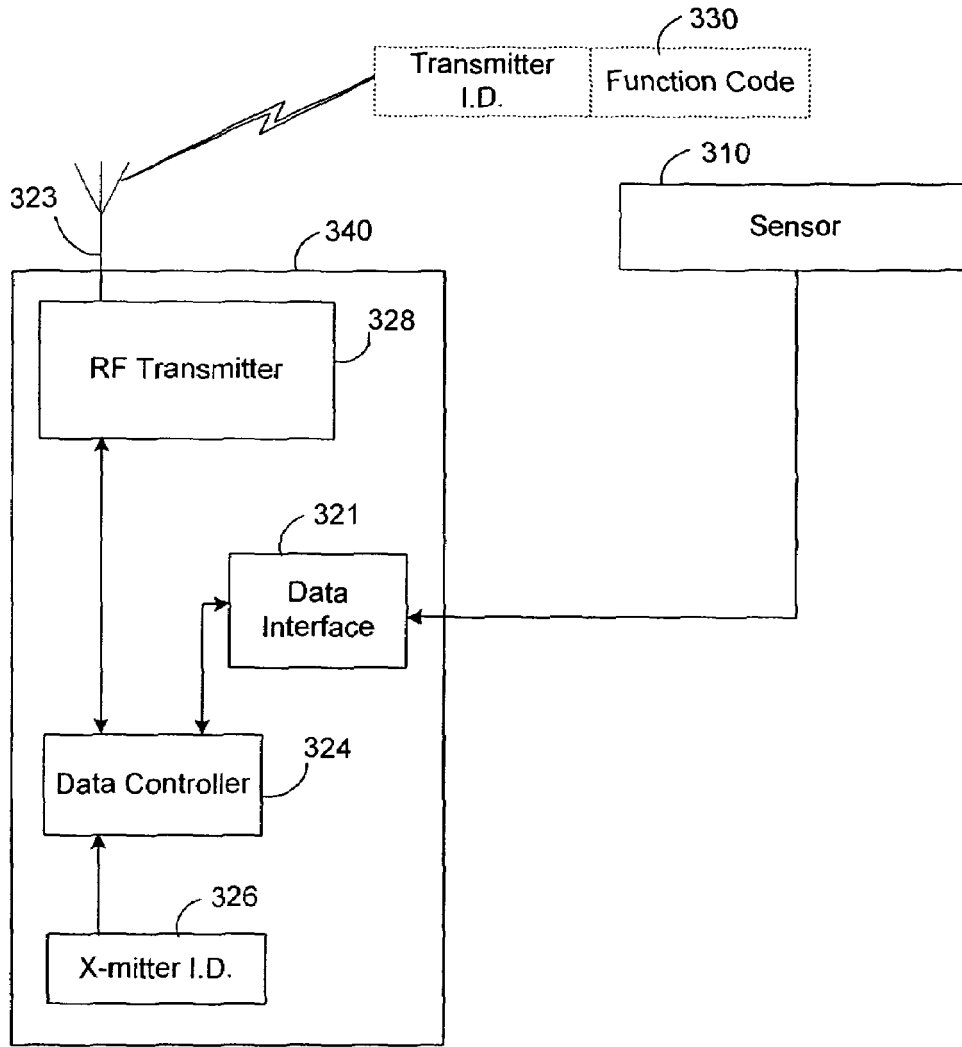 330
Transmitter
I.D.
Function Code
310
Sensor
323
340
RF Transmitter
328
321
Data
Interface
Data Controller
324
326
X-mitter I.D.